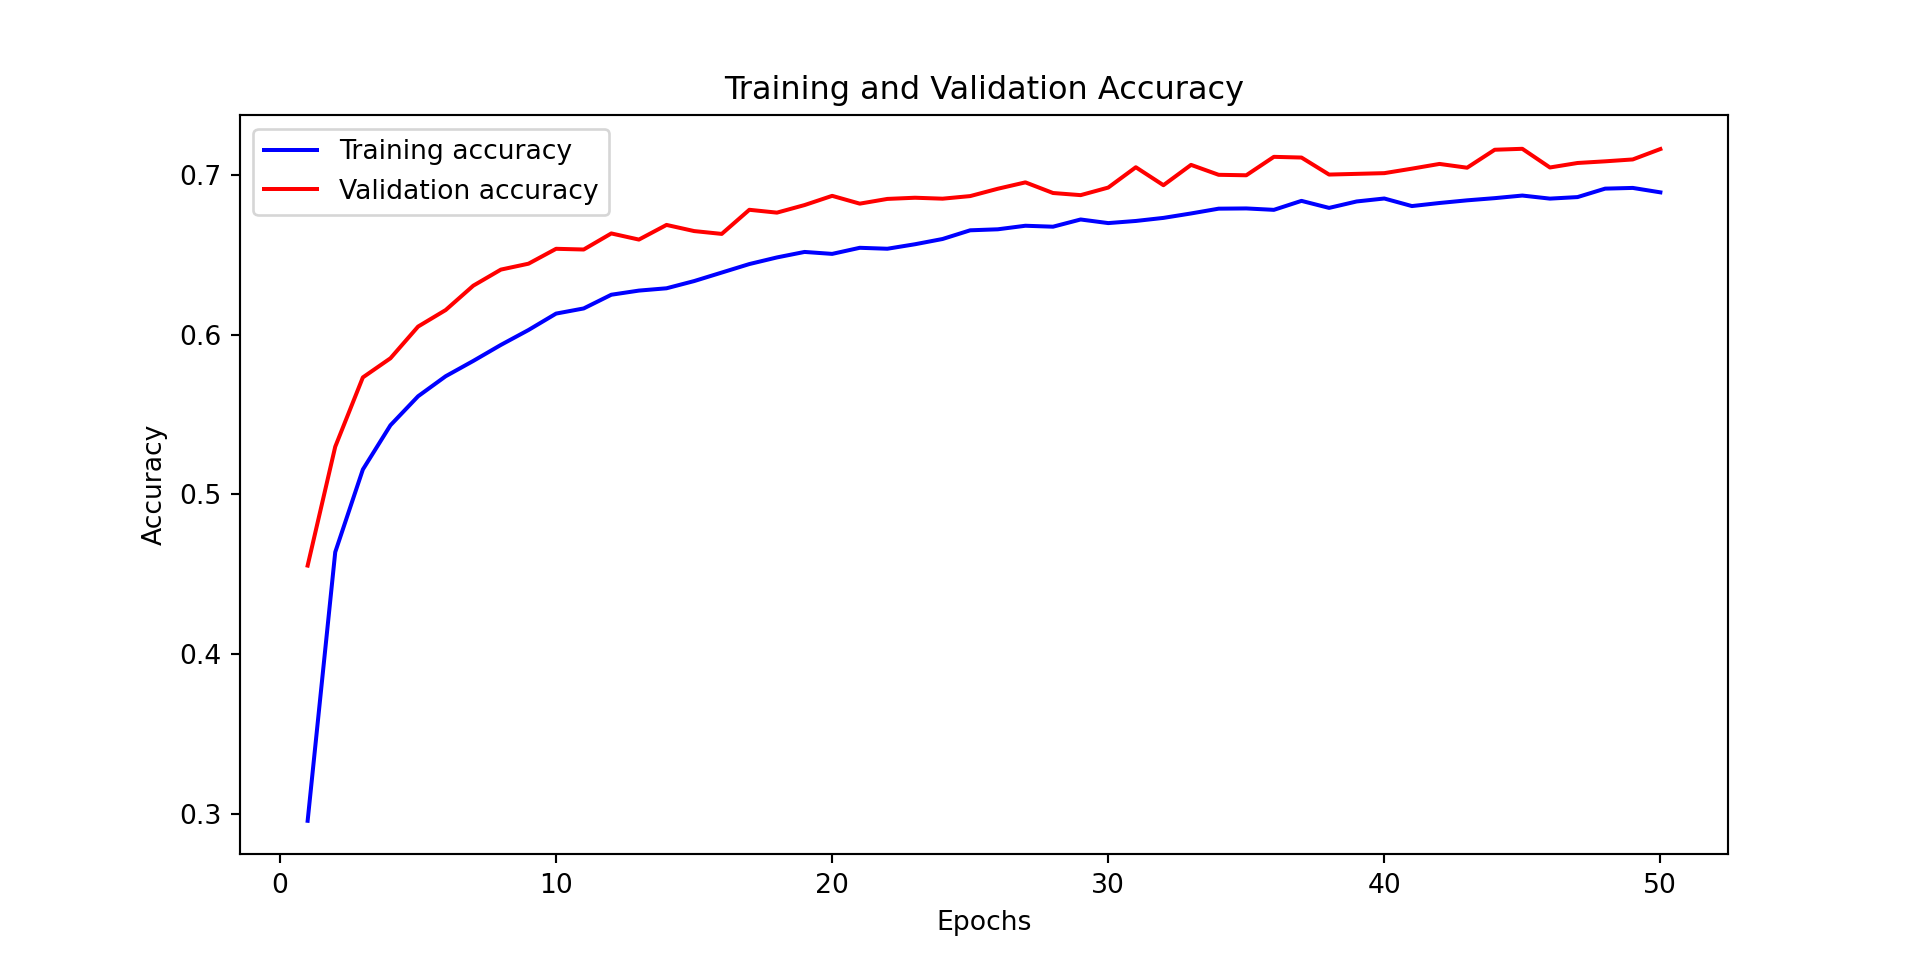 Training and Validation Accuracy
Training accuracy
Validation accuracy
0.7
0.6
0.5
0.4
0.3
Accuracy
0 10 20 30 40 50
Epochs